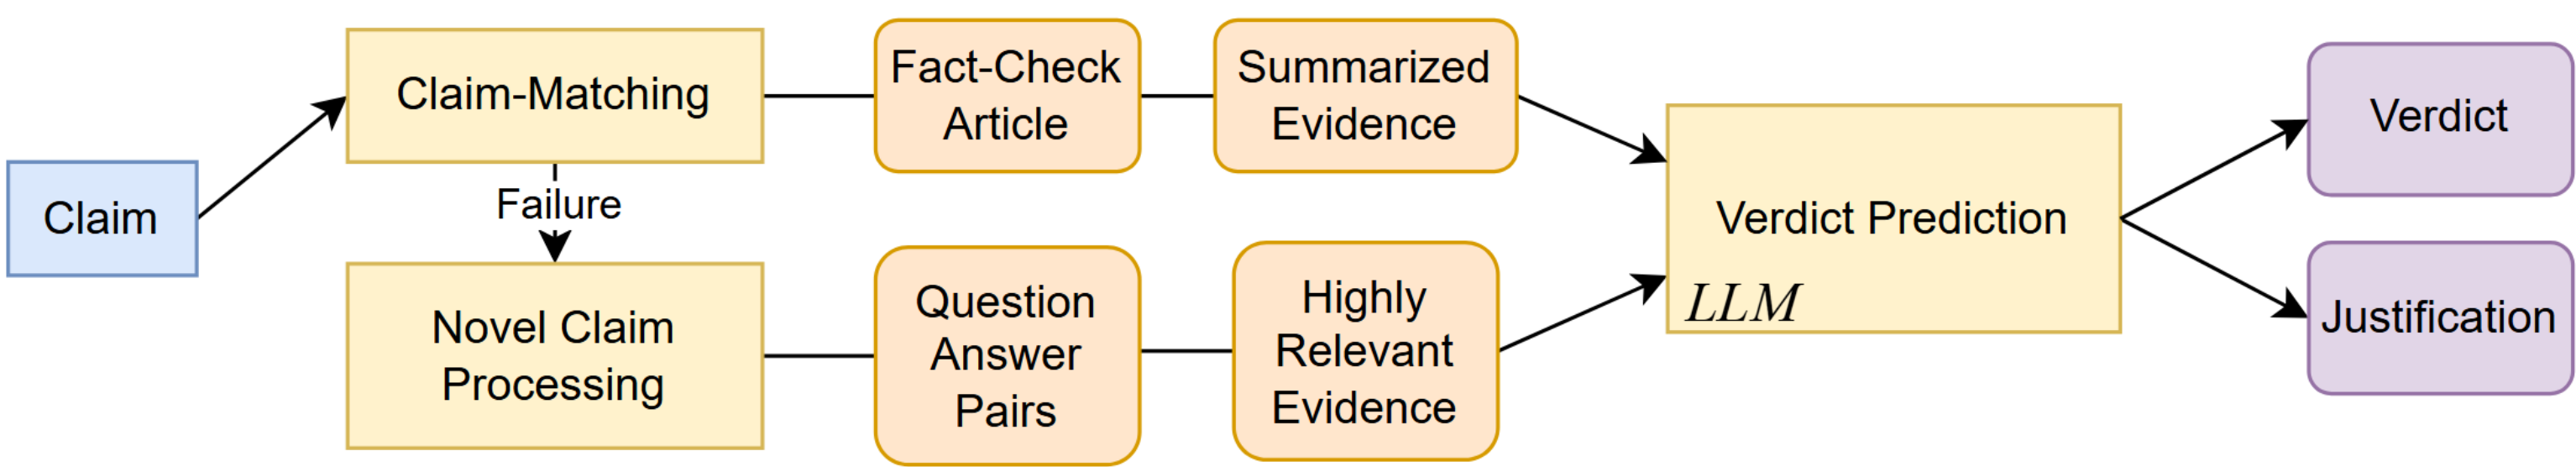 Claim
Claim-Matching
Failure
Novel Claim
Processing
Fact-Check
Article
Summarized
Evidence
Question
Answer
Pairs
Highly
Relevant
Evidence
Verdict Prediction
LLM
Verdict
Justification